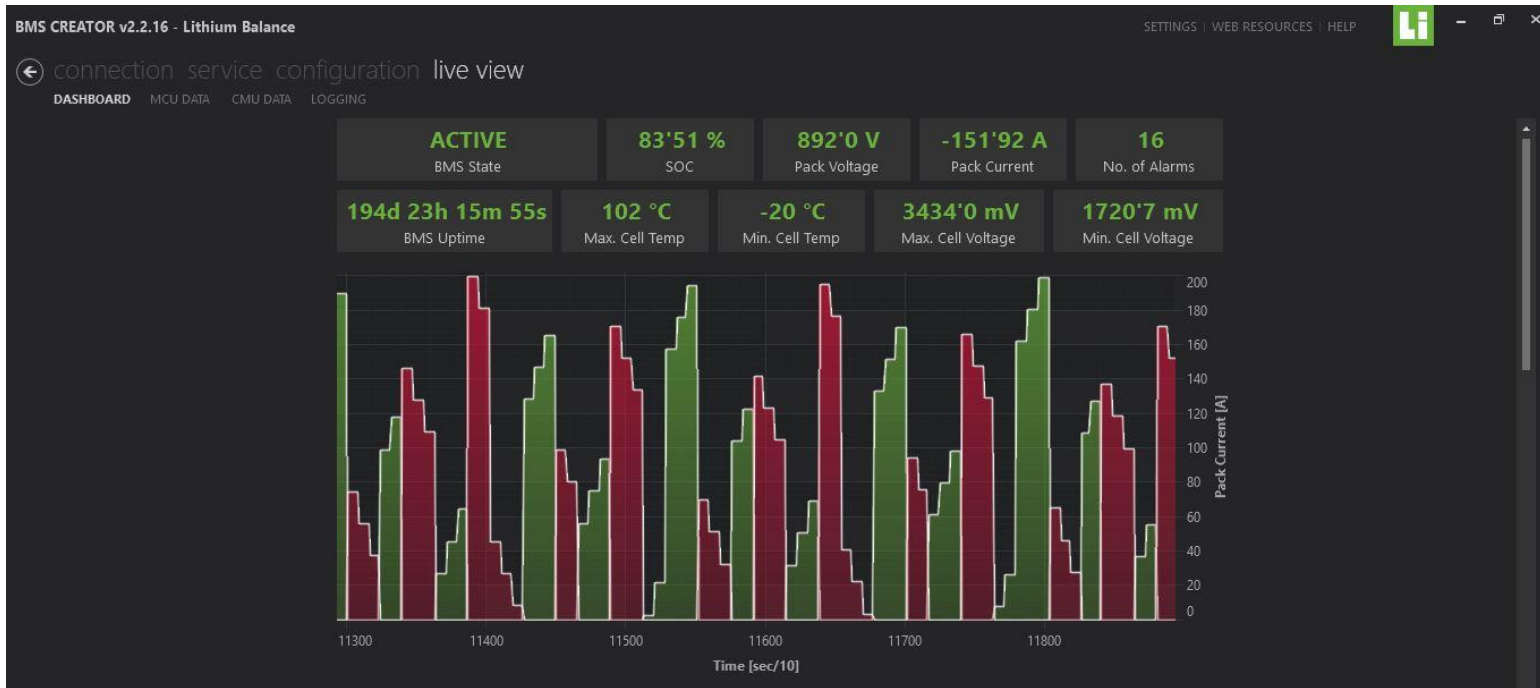 BMS CREATOR v2.2.16 - Lithium Balance
SETTINGS | WEB RESOURCES | HELP
Li
connection service configuration live view
DASHBOARD MCU DATA CMU DATA LOGGING
ACTIVE
BMS State
83'51 %
SOC
892'0 V
Pack Voltage
-151'92 A
Pack Current
16
No. of Alarms
194d 23h 15m 55s
BMS Uptime
102 °C
Max. Cell Temp
-20 °C
Min. Cell Temp
3434'0 mV
Max. Cell Voltage
1720'7 mV
Min. Cell Voltage
200
180
160
140
120
100
80
60
40
20
0
Pack Current [A]
11300 11400 11500 11600 11700 11800
Time [sec/10]